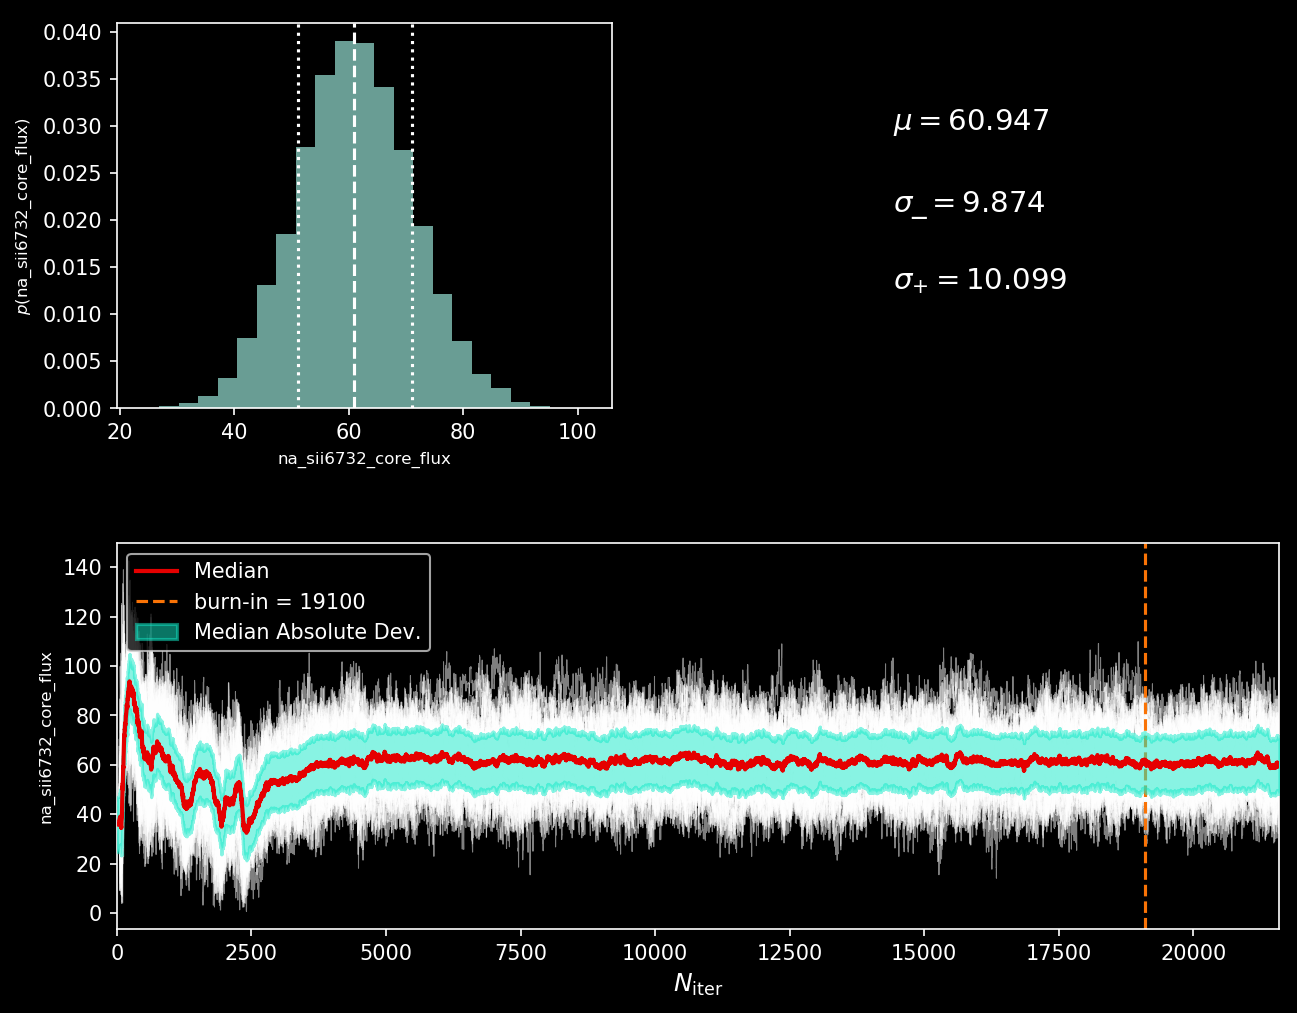 0.040
0.035
0.030
0.025
0.020
0.015
0.010
0.005
0.000
p(na_sii6732_core_flux)
20 40 60 80 100
na_sii6732_core_flux
μ = 60.947
σ_ = 9.874
σ+ = 10.099
140
120
100
80
60
40
20
0
na_sii6732_core_flux
Median
burn-in = 19100
Median Absolute Dev.
0 2500 5000 7500 10000 12500 15000 17500 20000
Niter